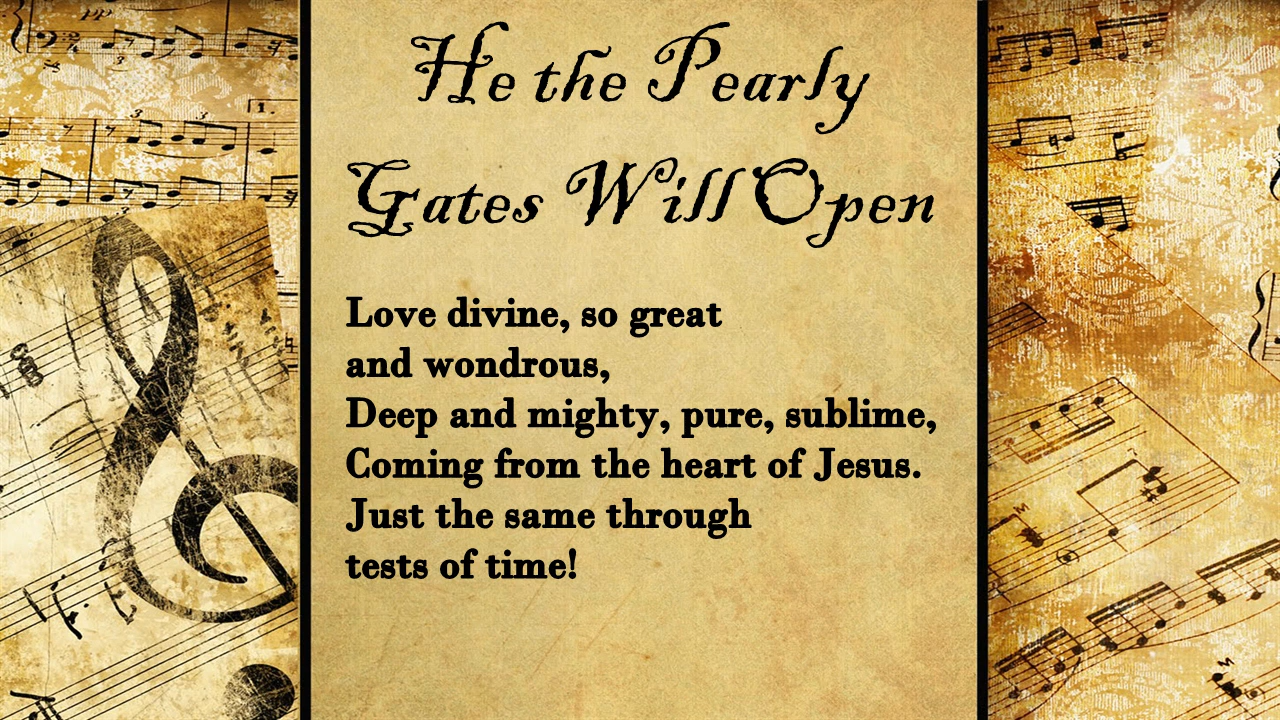 He the Pearly
Gates Will Open
Love divine, so great
and wondrous,
Deep and mighty, pure, sublime,
Coming from the heart of Jesus.
Just the same through
tests of time!